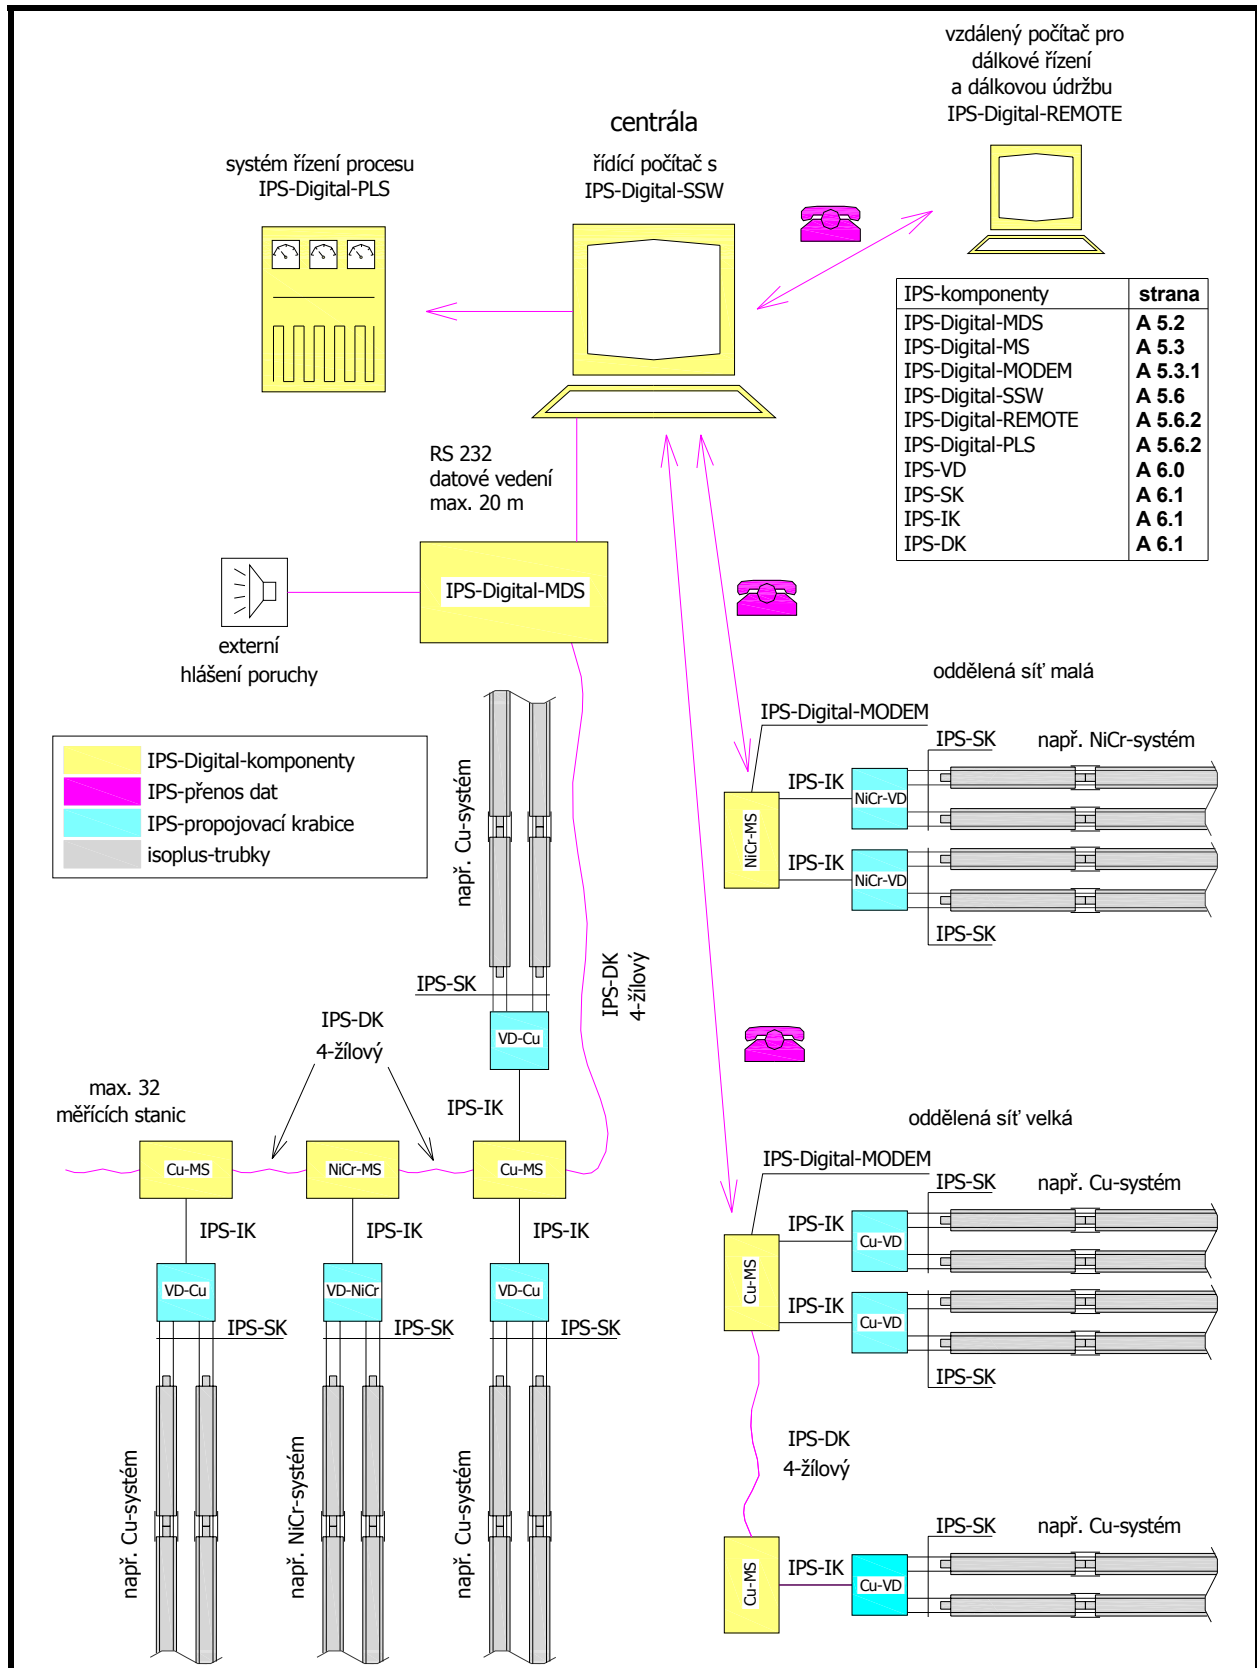 vzdálený počítač pro
dálkové řízení
a dálkovou údržbu
IPS-Digital-REMOTE
centrála
řídící počítač s
IPS-Digital-SSW
systém řízení procesu
IPS-Digital-PLS
IPS-komponenty strana
IPS-Digital-MDS A 5.2
IPS-Digital-MS A 5.3
IPS-Digital-MODEM A 5.3.1
IPS-Digital-SSW A 5.6
IPS-Digital-REMOTE A 5.6.2
IPS-Digital-PLS A 5.6.2
IPS-VD A 6.0
IPS-SK A 6.1
IPS-IK A 6.1
IPS-DK A 6.1
RS 232
datové vedení
max. 20 m
IPS-Digital-MDS
externí
hlášení poruchy
IPS-Digital-komponenty
IPS-přenos dat
IPS-propojovací krabice
isoplus-trubky
např. Cu-systém
IPS-SK
VD-Cu
IPS-IK
IPS-DK
4-žílový
IPS-DK
4-žílový
max. 32
měřících stanic
Cu-MS
NiCr-MS
Cu-MS
IPS-IK
IPS-IK
IPS-IK
VD-Cu
VD-NiCr
VD-Cu
IPS-SK
IPS-SK
IPS-SK
např. Cu-systém
např. NiCr-systém
např. Cu-systém
oddělená síť malá
IPS-Digital-MODEM
IPS-SK
např. NiCr-systém
IPS-IK
NiCr-VD
NiCr-MS
IPS-IK
NiCr-VD
IPS-SK
oddělená síť velká
IPS-Digital-MODEM
IPS-SK
např. Cu-systém
IPS-IK
Cu-VD
Cu-MS
IPS-IK
Cu-VD
IPS-SK
IPS-DK
4-žílový
IPS-SK
např. Cu-systém
Cu-MS
IPS-IK
Cu-VD